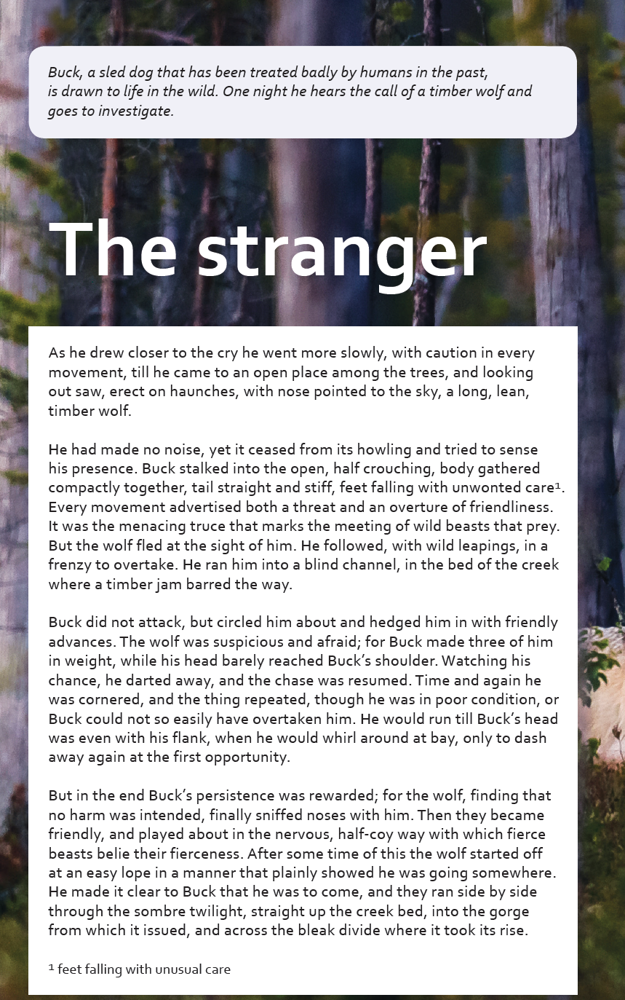 Buck, a sled dog that has been treated badly by humans in the past,
is drawn to life in the wild. One night he hears the call of a timber wolf and
goes to investigate.
The stranger
As he drew closer to the cry he went more slowly, with caution in every
movement, till he came to an open place among the trees, and looking
out saw, erect on haunches, with nose pointed to the sky, a long, lean,
timber wolf.
He had made no noise, yet it ceased from its howling and tried to sense
his presence. Buck stalked into the open, half crouching, body gathered
compactly together, tail straight and stiff, feet falling with unwonted care¹.
Every movement advertised both a threat and an overture of friendliness.
It was the menacing truce that marks the meeting of wild beasts that prey.
But the wolf fled at the sight of him. He followed, with wild leapings, in a
frenzy to overtake. He ran him into a blind channel, in the bed of the creek
where a timber jam barred the way.
Buck did not attack, but circled him about and hedged him in with friendly
advances. The wolf was suspicious and afraid; for Buck made three of him
in weight, while his head barely reached Buck's shoulder. Watching his
chance, he darted away, and the chase was resumed. Time and again he
was cornered, and the thing repeated, though he was in poor condition, or
Buck could not so easily have overtaken him. He would run till Buck's head
was even with his flank, when he would whirl around at bay, only to dash
away again at the first opportunity.
But in the end Buck's persistence was rewarded; for the wolf, finding that
no harm was intended, finally sniffed noses with him. Then they became
friendly, and played about in the nervous, half-coy way with which fierce
beasts belie their fierceness. After some time of this the wolf started off
at an easy lope in a manner that plainly showed he was going somewhere.
He made it clear to Buck that he was to come, and they ran side by side
through the sombre twilight, straight up the creek bed, into the gorge
from which it issued, and across the bleak divide where it took its rise.
¹ feet falling with unusual care